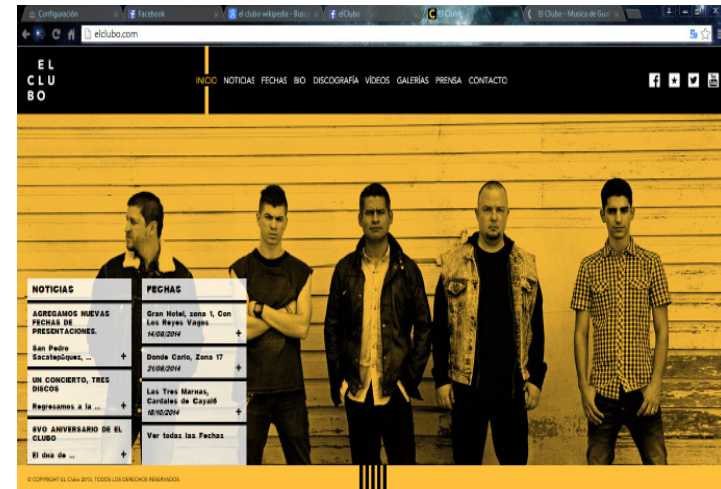 Configuración
Facebook
el clubo wikipedia - Busc
elClubo
El Clubo
El Clubo - Musica de Gua
elclubo.com
EL
CLU
BO
INICIO NOTICIAS FECHAS BIO DISCOGRAFÍA VÍDEOS GALERÍAS PRENSA CONTACTO
NOTICIAS
AGREGAMOS NUEVAS
FECHAS DE
PRESENTACIONES.
San Pedro
Sacatepúquez, ... +
UN CONCIERTO, TRES
DISCOS
Regresamos a la ... +
8VO ANIVERSARIO DE EL
CLUBO
El día de ... +
FECHAS
Gran Hotel, zona 1, Con
Los Reyes Vagos
14/08/2014 +
Donde Carlo, Zona 17
21/08/2014 +
Las Tres Marías,
Cardales de Cayalá
18/10/2014 +
Ver todas las Fechas
© COPYRIGHT EL Clubo 2013, TODOS LOS DERECHOS RESERVADOS